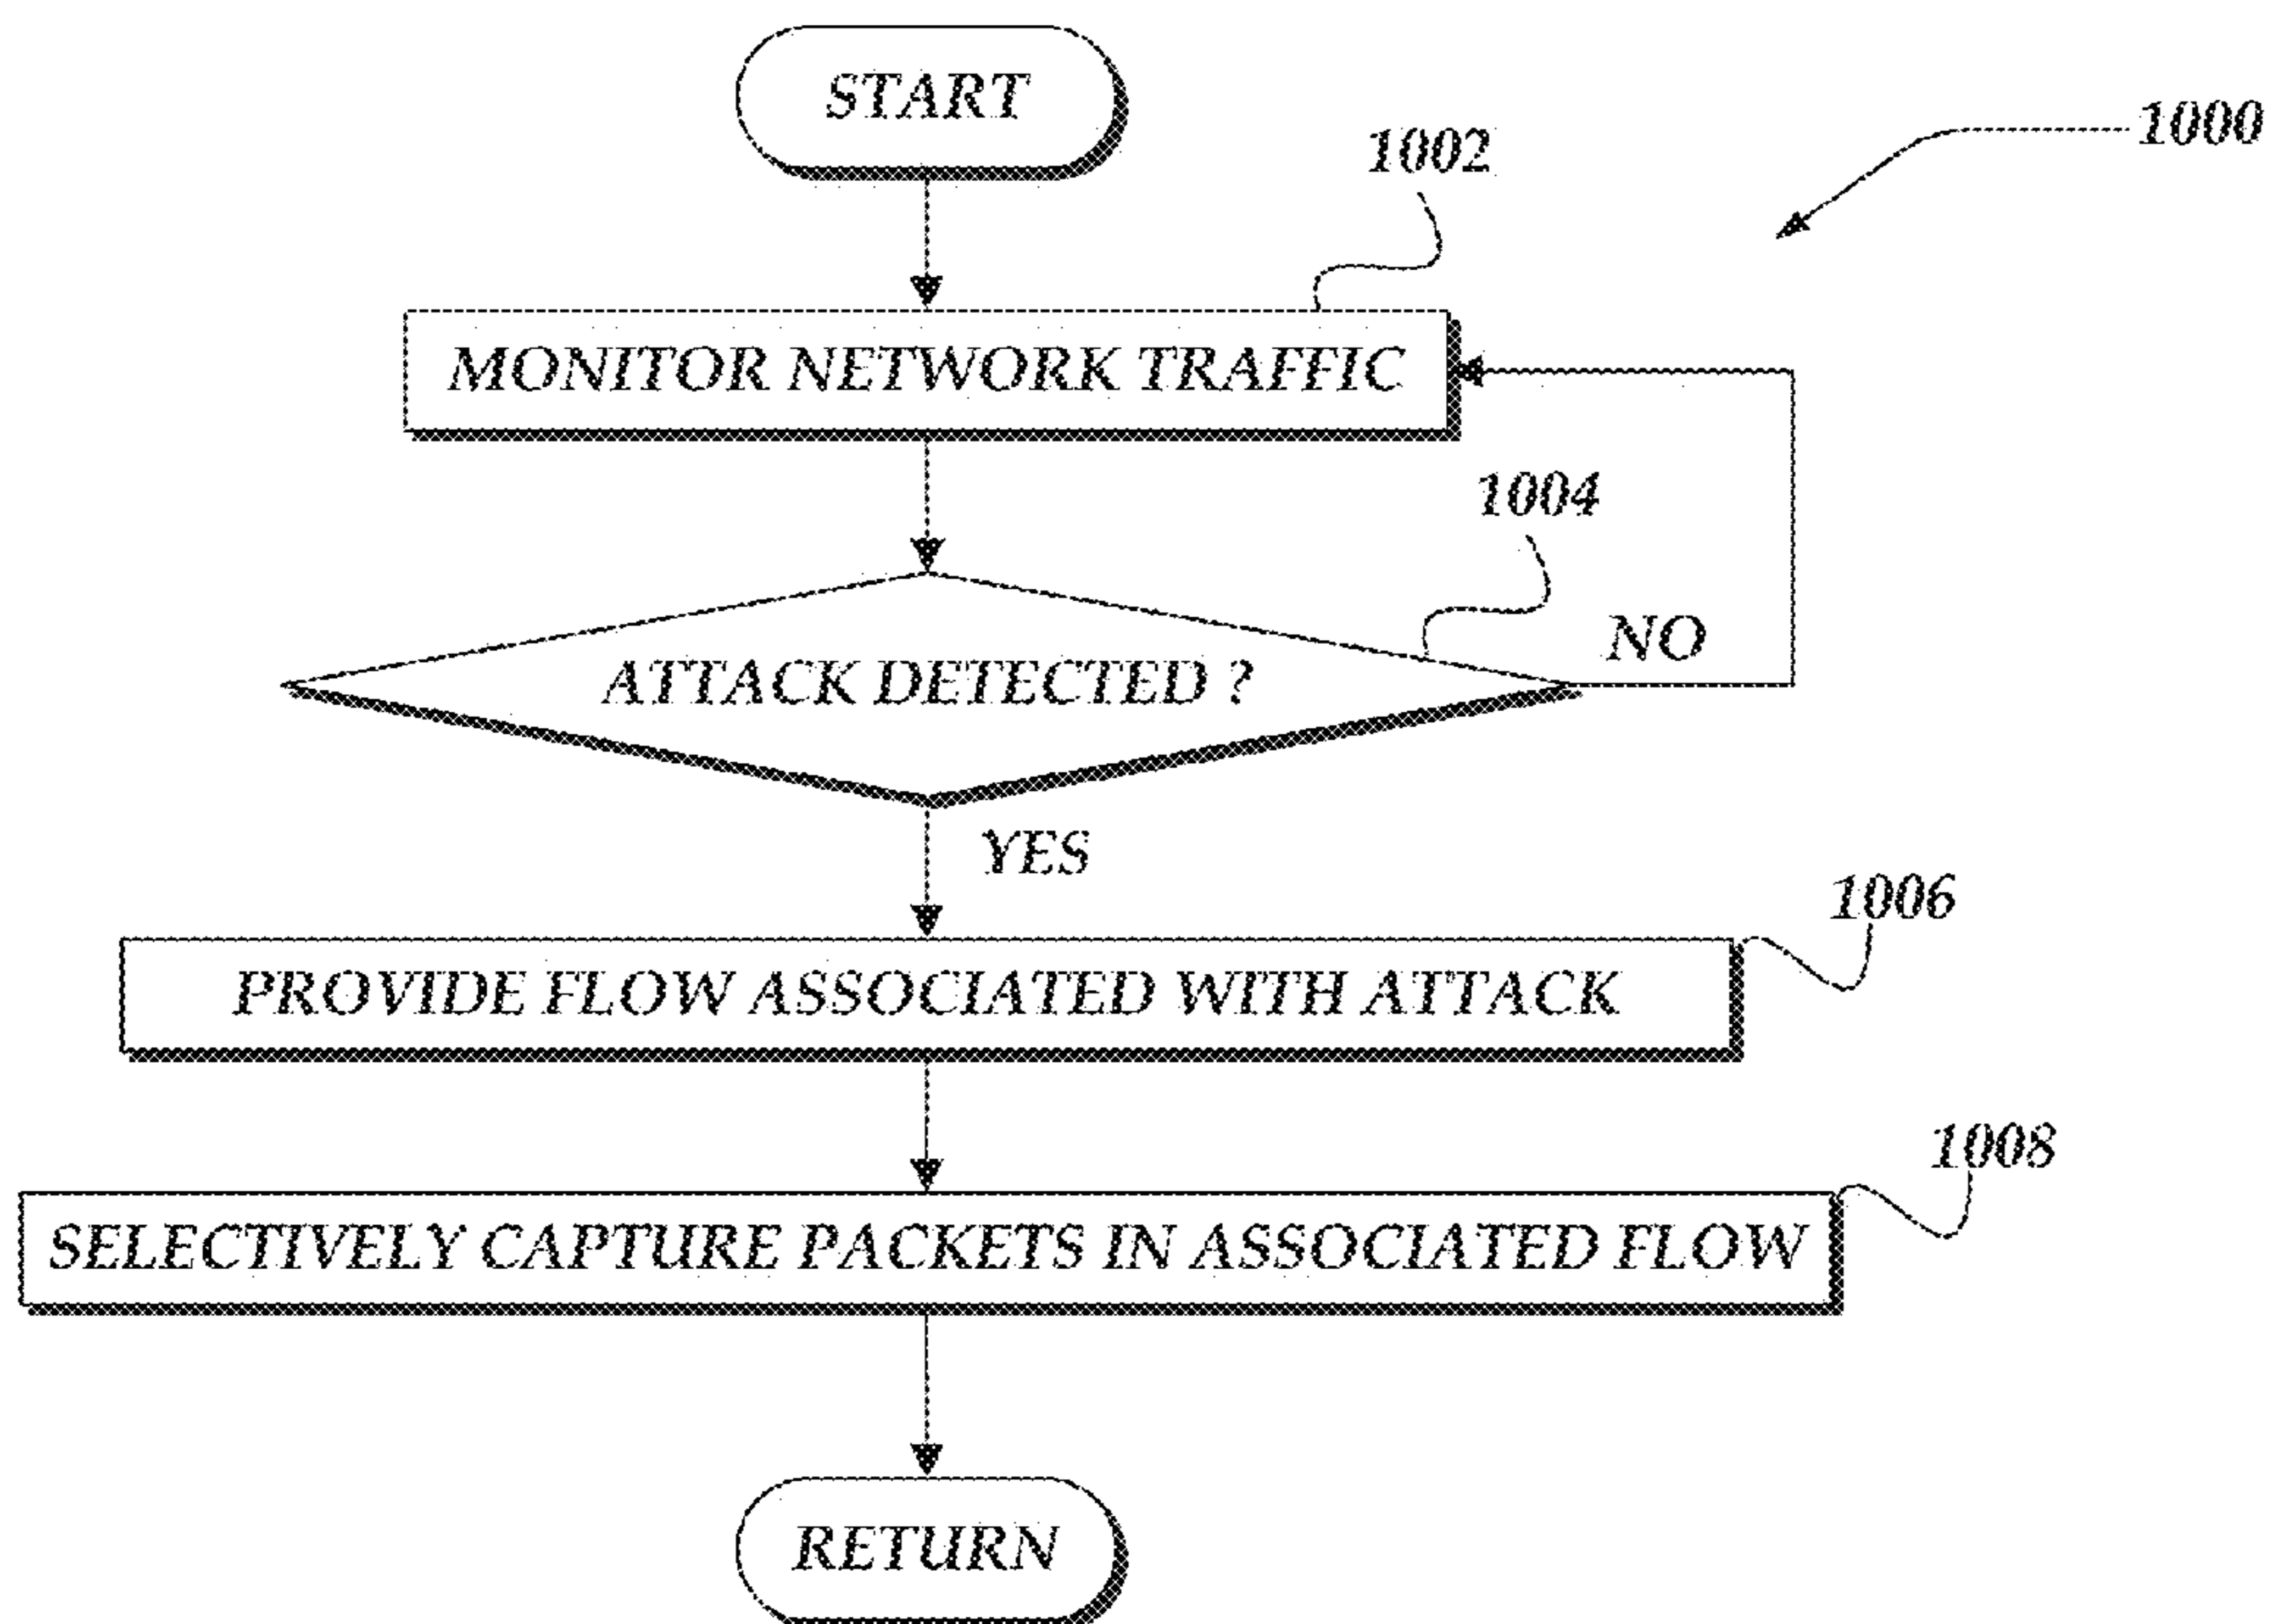 START
1000
1002
MONITOR NETWORK TRAFFIC
1004
NO
ATTACK DETECTED ?
YES
1006
PROVIDE FLOW ASSOCIATED WITH ATTACK
1008
SELECTIVELY CAPTURE PACKETS IN ASSOCIATED FLOW
RETURN